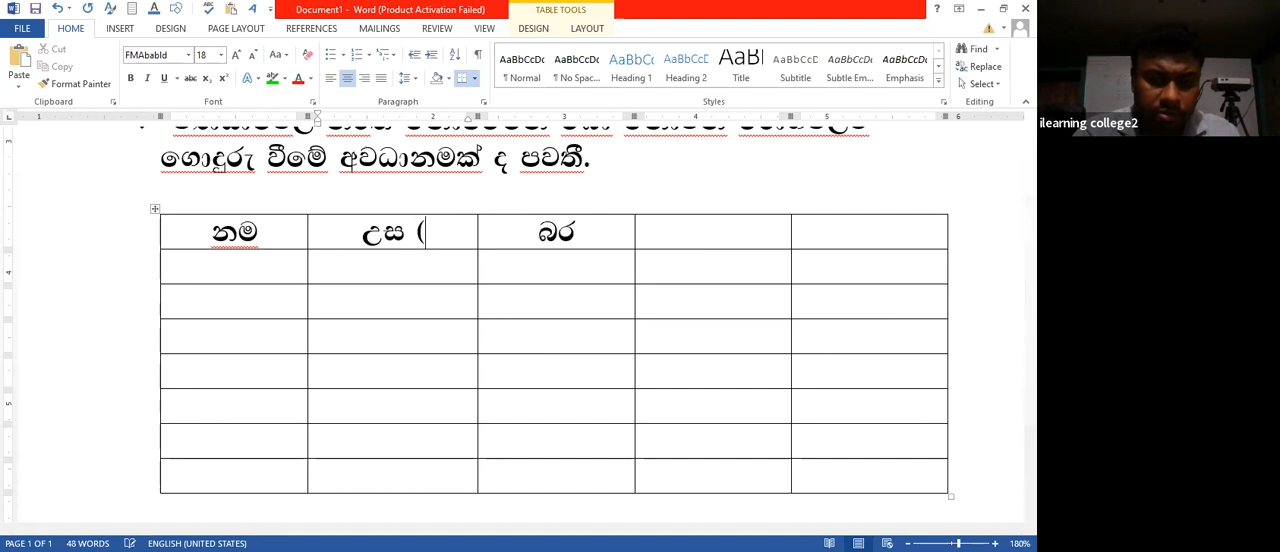 Document1 - Word (Product Activation Failed)
TABLE TOOLS
FILE HOME INSERT DESIGN PAGE LAYOUT REFERENCES MAILINGS REVIEW VIEW DESIGN LAYOUT
Paste
Cut
Copy
Format Painter
Clipboard
FMAbabld 18
Font
Paragraph
AaBbCcDc AaBbCcDc AaBbCc AaBbCcD AaBl AaBbCcD AaBbCcDc AaBbCcDc
¶ Normal ¶ No Spac... Heading 1 Heading 2 Title Subtitle Subtle Em... Emphasis
Styles
Find
Replace
Select
Editing
ilearning college2
ගොදුරු වීමේ අවධානමක් ද පවතී.
නම උස ( බර
PAGE 1 OF 1 48 WORDS ENGLISH (UNITED STATES) 180%